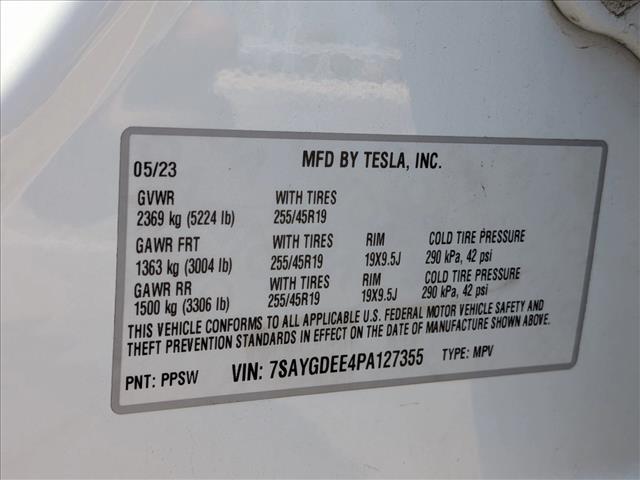 05/23 MFD BY TESLA, INC.
GVWR WITH TIRES
2369 kg (5224 lb) 255/45R19
GAWR FRT WITH TIRES RIM COLD TIRE PRESSURE
1363 kg (3004 lb) 255/45R19 19X9.5J 290 kPa, 42 psi
GAWR RR WITH TIRES RIM COLD TIRE PRESSURE
1500 kg (3306 lb) 255/45R19 19X9.5J 290 kPa, 42 psi
THIS VEHICLE CONFORMS TO ALL APPLICABLE U.S. FEDERAL MOTOR VEHICLE SAFETY AND
THEFT PREVENTION STANDARDS IN EFFECT ON THE DATE OF MANUFACTURE SHOWN ABOVE.
PNT: PPSW VIN: 7SAYGDEE4PA127355 TYPE: MPV